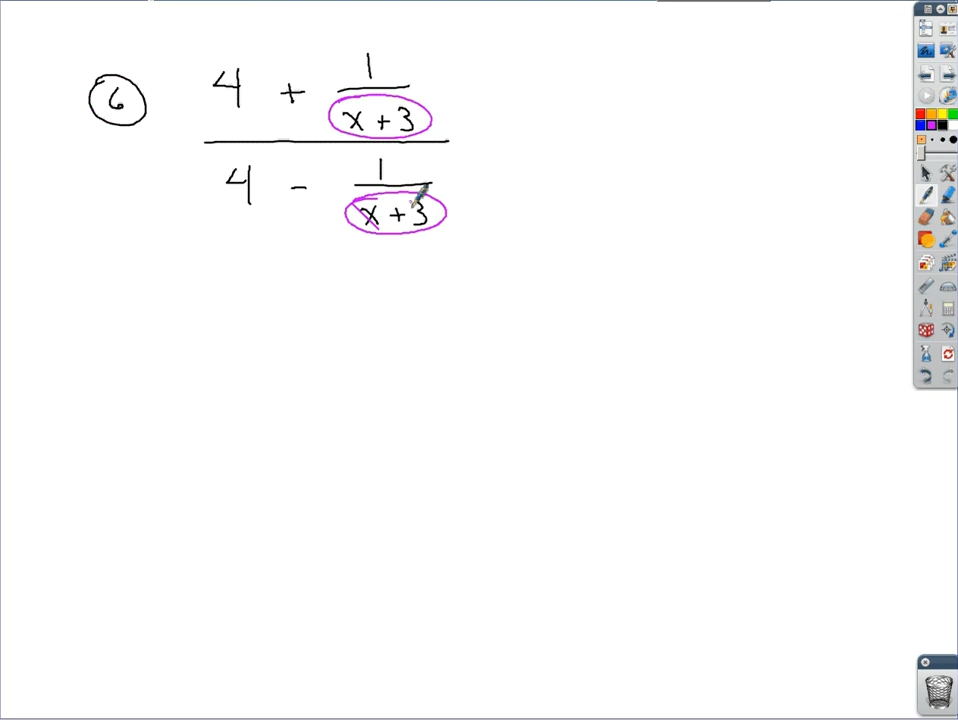 6 4 + 1
x + 3
4 - 1
x + 3